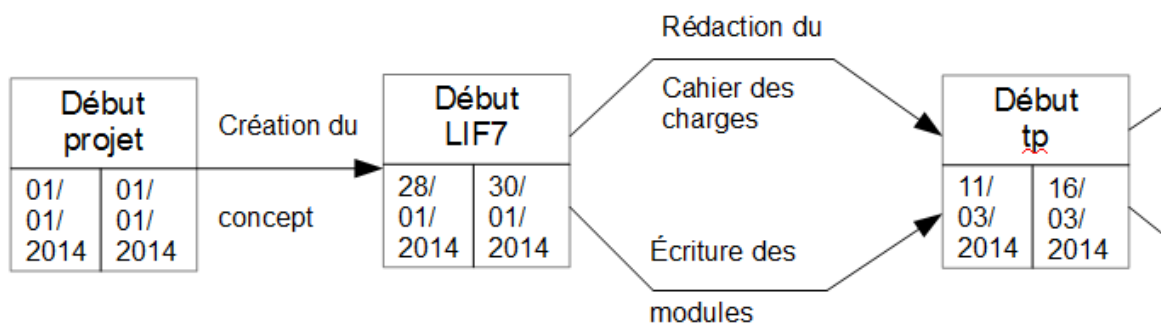 Début
projet
01/
01/
2014
01/
01/
2014
Création du
concept
Début
LIF7
28/
01/
2014
30/
01/
2014
Rédaction du
Cahier des
charges
Écriture des
modules
Début
tp
11/
03/
2014
16/
03/
2014